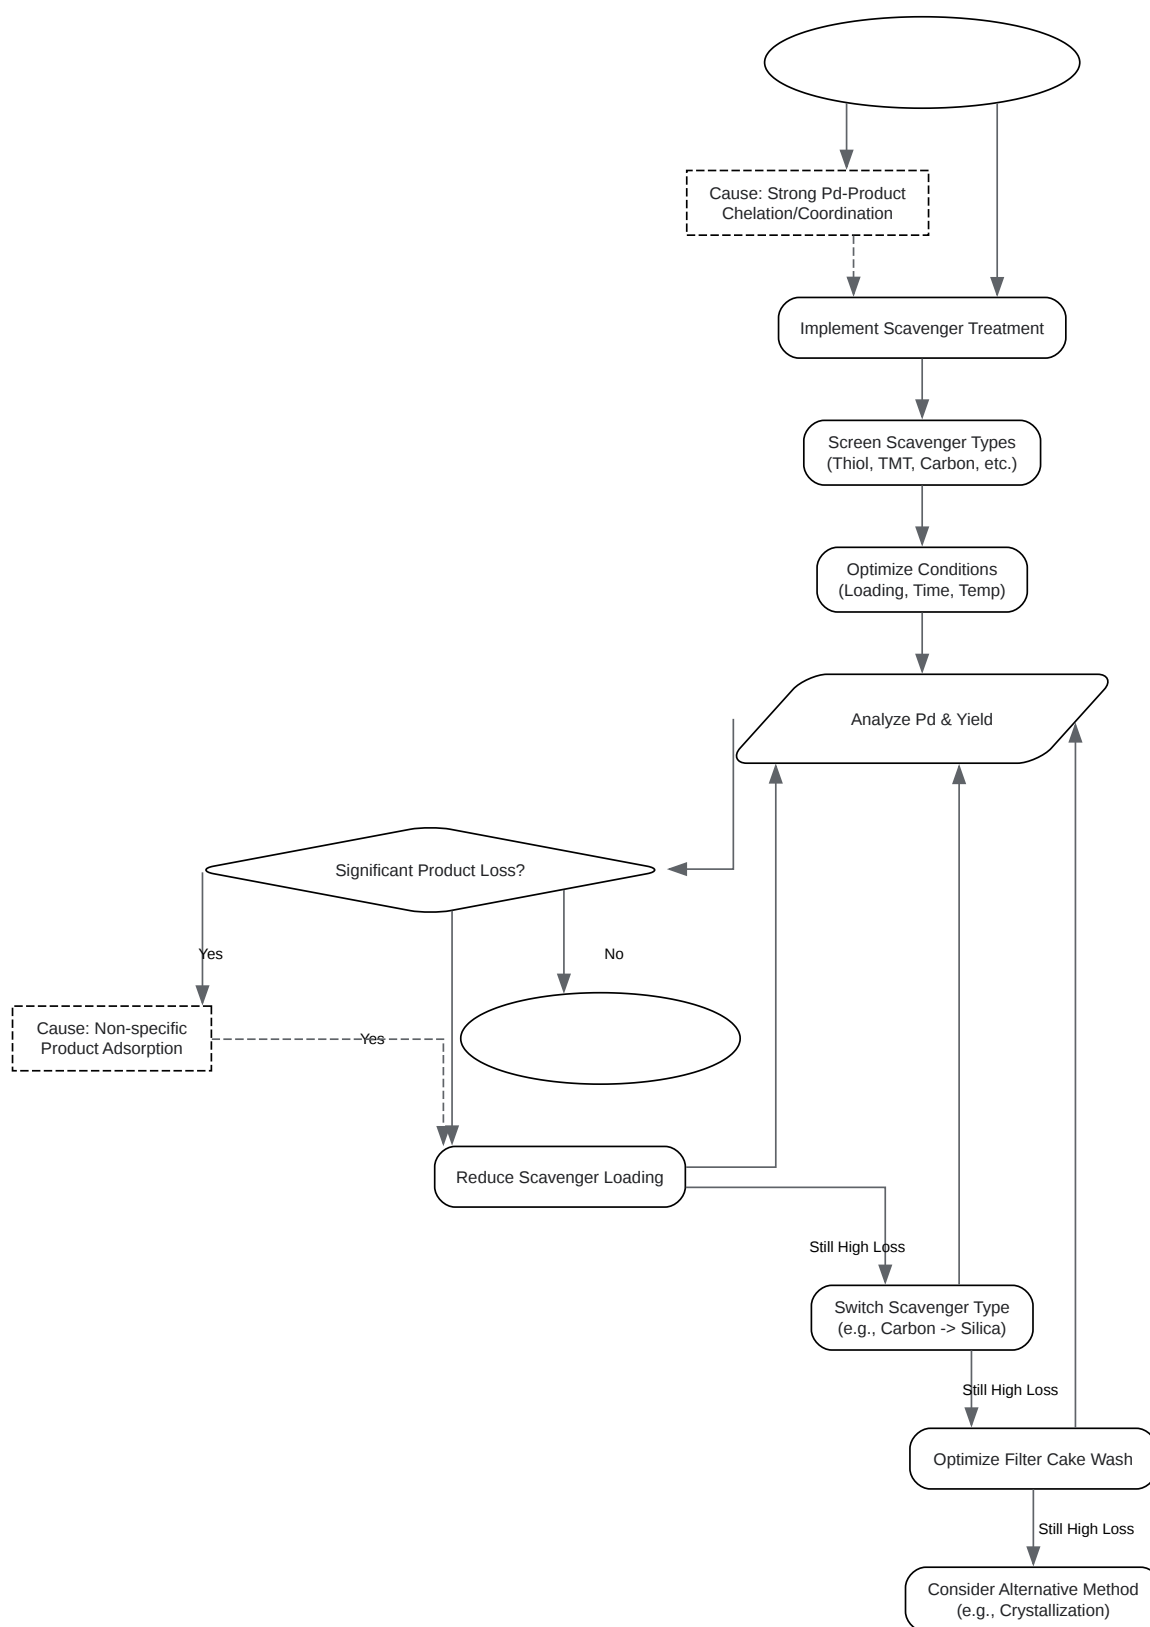 Cause: Strong Pd-Product
Chelation/Coordination
Implement Scavenger Treatment
Screen Scavenger Types
(Thiol, TMT, Carbon, etc.)
Optimize Conditions
(Loading, Time, Temp)
Analyze Pd & Yield
Significant Product Loss?
Yes
No
Cause: Non-specific
Product Adsorption
Yes
Reduce Scavenger Loading
Still High Loss
Switch Scavenger Type
(e.g., Carbon -> Silica)
Still High Loss
Optimize Filter Cake Wash
Still High Loss
Consider Alternative Method
(e.g., Crystallization)